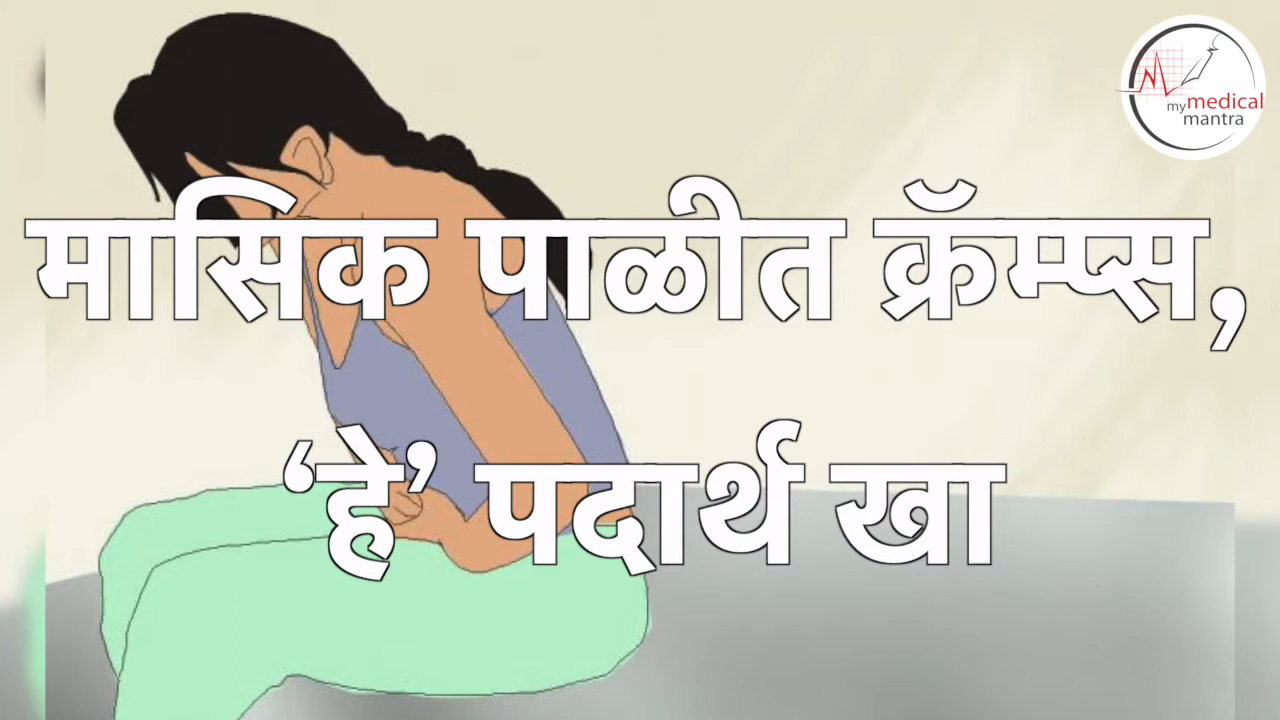 my medical
mantra
मासिक पाळीत क्रॅम्प्स,
‘हे’ पदार्थ खा